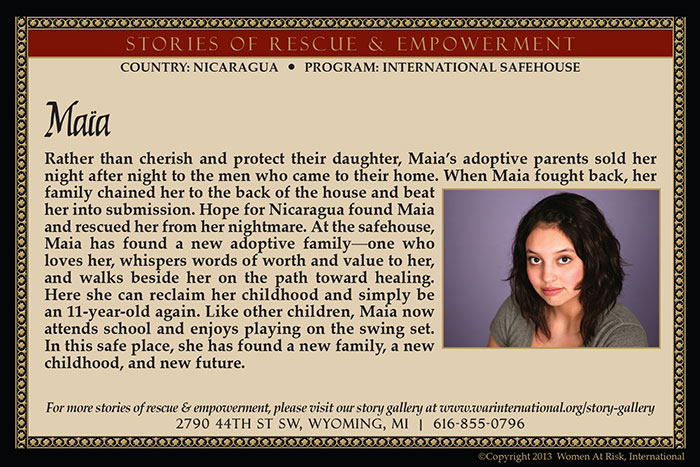 STORIES OF RESCUE & EMPOWERMENT
COUNTRY: NICARAGUA • PROGRAM: INTERNATIONAL SAFEHOUSE
Maïa
Rather than cherish and protect their daughter, Maia's adoptive parents sold her
night after night to the men who came to their home. When Maia fought back, her
family chained her to the back of the house and beat
her into submission. Hope for Nicaragua found Maia
and rescued her from her nightmare. At the safehouse,
Maia has found a new adoptive family—one who
loves her, whispers words of worth and value to her,
and walks beside her on the path toward healing.
Here she can reclaim her childhood and simply be
an 11-year-old again. Like other children, Maia now
attends school and enjoys playing on the swing set.
In this safe place, she has found a new family, a new
childhood, and new future.
For more stories of rescue & empowerment, please visit our story gallery at www.warinternational.org/story-gallery
2790 44TH ST SW, WYOMING, MI | 616-855-0796
©Copyright 2013 Women At Risk, International